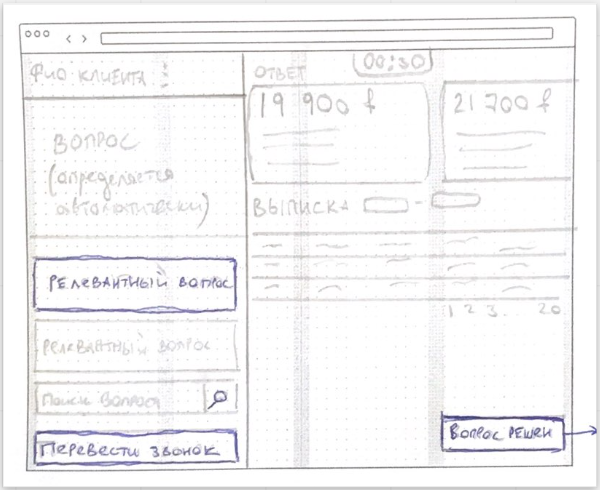 ФИО КЛИЕНТА
ВОПРОС
(определяется
автоматически)
РЕЛЕВАНТНЫЙ ВОПРОС
РЕЛЕВАНТНЫЙ ВОПРОС
Поиск вопроса
ПЕРЕВЕСТИ ЗВОНОК
ОТВЕТ
00:30
19 900 ₽
21 700 ₽
ВЫПИСКА -
1 2 3.. 20
ВОПРОС РЕШЕН